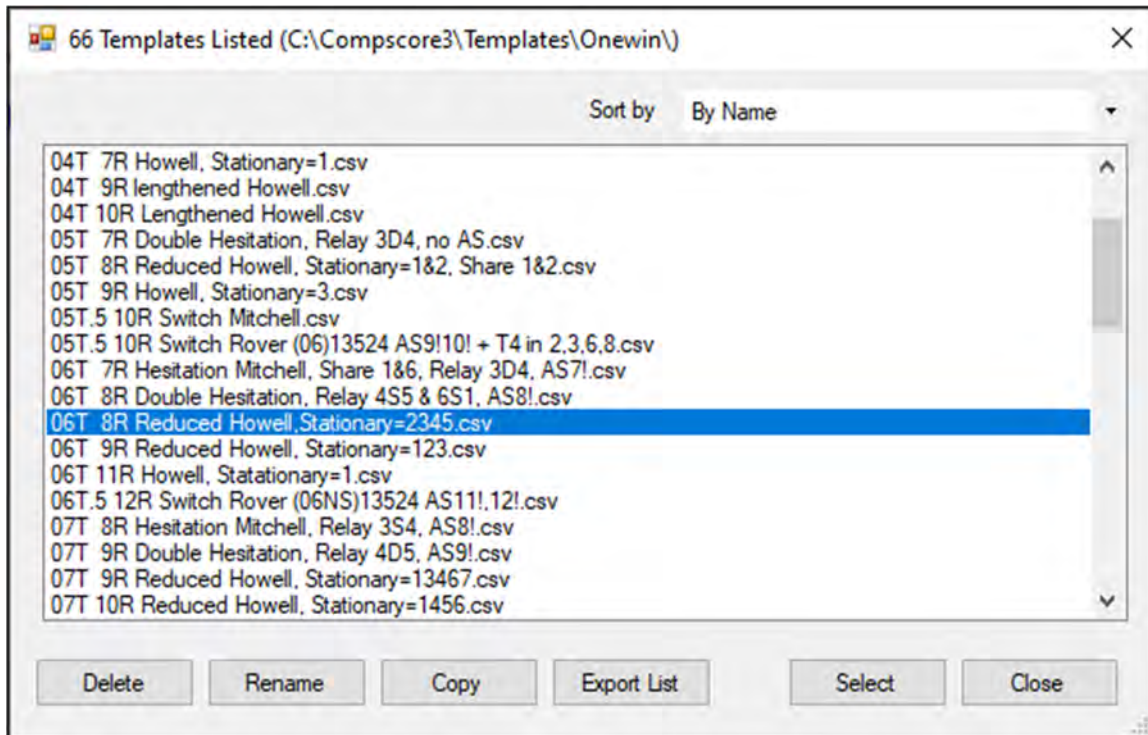 66 Templates Listed (C:\Compscore3\Templates\Onewin\)
Sort by By Name
04T 7R Howell, Stationary=1.csv
04T 9R lengthened Howell.csv
04T 10R Lengthened Howell.csv
05T 7R Double Hesitation, Relay 3D4, no AS.csv
05T 8R Reduced Howell, Stationary=1&2, Share 1&2.csv
05T 9R Howell, Stationary=3.csv
05T.5 10R Switch Mitchell.csv
05T.5 10R Switch Rover (06)13524 AS9!10! + T4 in 2,3,6,8.csv
06T 7R Hesitation Mitchell, Share 1&6, Relay 3D4, AS7!.csv
06T 8R Double Hesitation, Relay 4S5 & 6S1, AS8!.csv
06T 8R Reduced Howell,Stationary=2345.csv
06T 9R Reduced Howell, Stationary=123.csv
06T 11R Howell, Statationary=1.csv
06T.5 12R Switch Rover (06NS)13524 AS11!,12!.csv
07T 8R Hesitation Mitchell, Relay 3S4, AS8!.csv
07T 9R Double Hesitation, Relay 4D5, AS9!.csv
07T 9R Reduced Howell, Stationary=13467.csv
07T 10R Reduced Howell, Stationary=1456.csv
Delete Rename Copy Export List Select Close